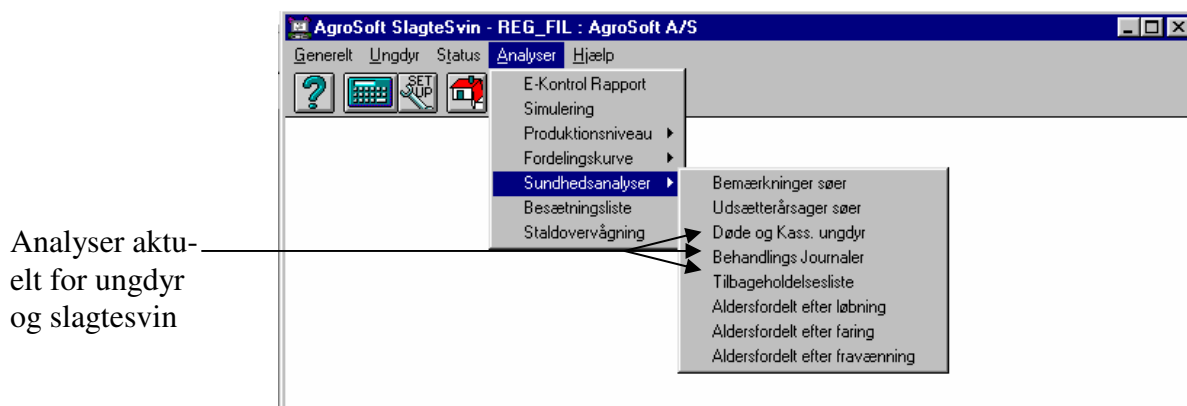 AgroSoft SlagteSvin - REG_FIL : AgroSoft A/S
Generelt Ungdyr Status Analyser Hjælp
SET
UP
E-Kontrol Rapport
Simulering
Produktionsniveau
Fordelingskurve
Sundhedsanalyser
Besætningsliste
Staldovervågning
Bemærkninger søer
Udsætterårsager søer
Døde og Kass. ungdyr
Behandlings Journaler
Tilbageholdelsesliste
Aldersfordelt efter løbning
Aldersfordelt efter faring
Aldersfordelt efter fravænning
Analyser aktu-
elt for ungdyr
og slagtesvin